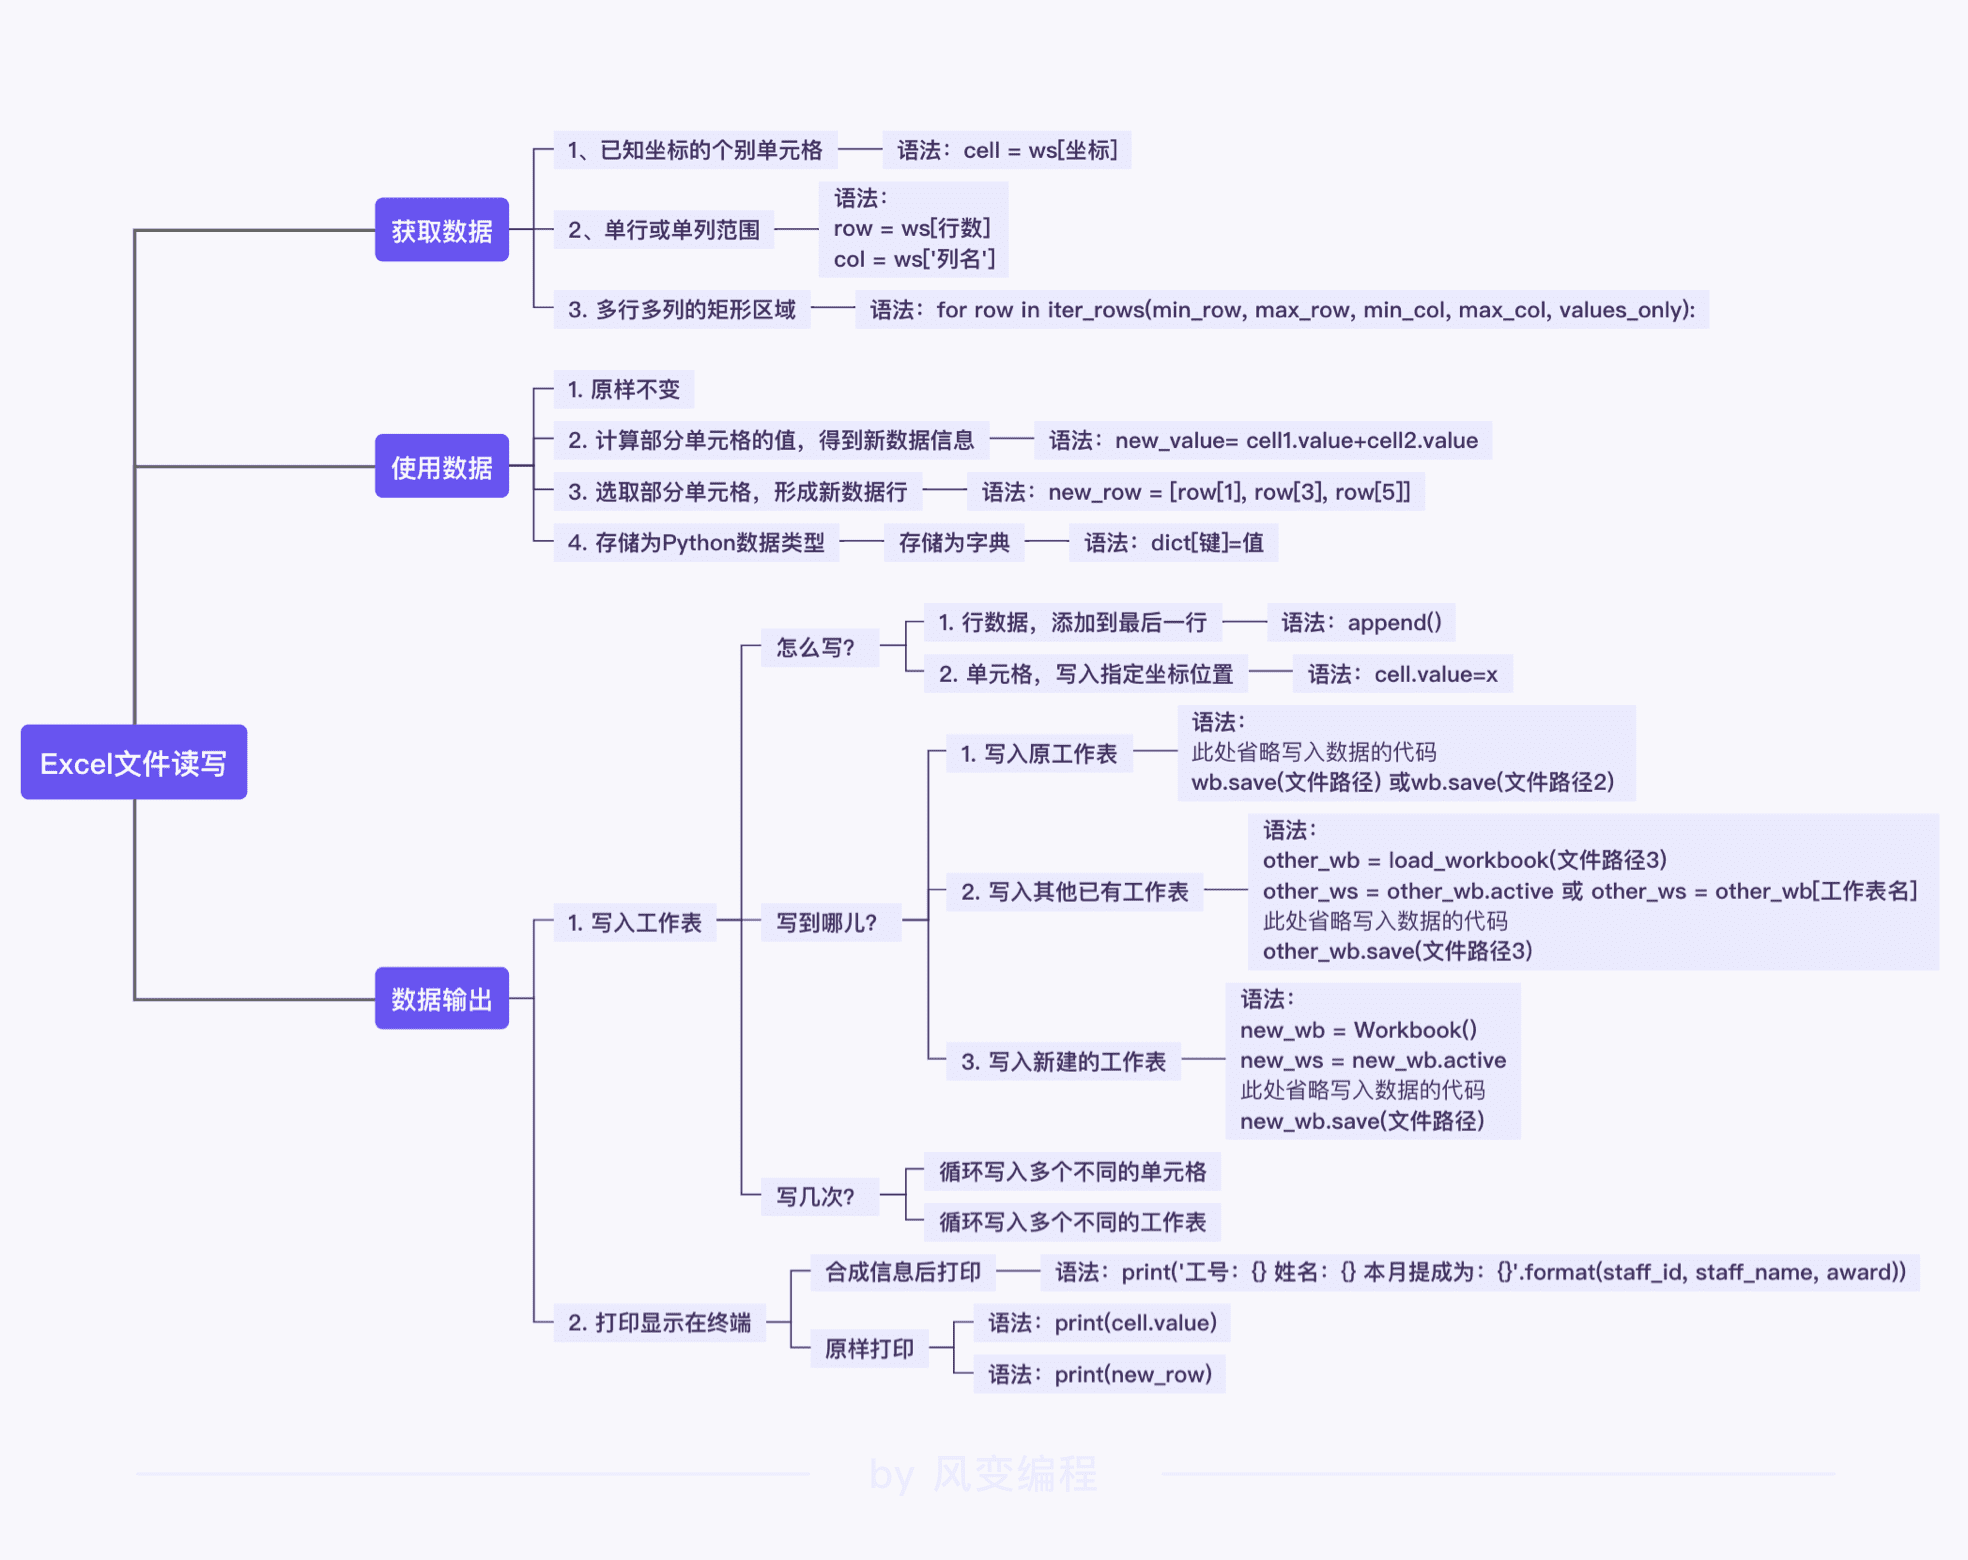 Excel文件读写
获取数据
1、已知坐标的个别单元格
语法：cell = ws[坐标]
2、单行或单列范围
语法：
row = ws[行数]
col = ws['列名']
3. 多行多列的矩形区域
语法：for row in iter_rows(min_row, max_row, min_col, max_col, values_only):
使用数据
1. 原样不变
2. 计算部分单元格的值，得到新数据信息
语法：new_value= cell1.value+cell2.value
3. 选取部分单元格，形成新数据行
语法：new_row = [row[1], row[3], row[5]]
4. 存储为Python数据类型
存储为字典
语法：dict[键]=值
数据输出
1. 写入工作表
怎么写？
1. 行数据，添加到最后一行
语法：append()
2. 单元格，写入指定坐标位置
语法：cell.value=x
写到哪儿？
1. 写入原工作表
语法：
此处省略写入数据的代码
wb.save(文件路径) 或wb.save(文件路径2)
2. 写入其他已有工作表
语法：
other_wb = load_workbook(文件路径3)
other_ws = other_wb.active 或 other_ws = other_wb[工作表名]
此处省略写入数据的代码
other_wb.save(文件路径3)
3. 写入新建的工作表
语法：
new_wb = Workbook()
new_ws = new_wb.active
此处省略写入数据的代码
new_wb.save(文件路径)
写几次？
循环写入多个不同的单元格
循环写入多个不同的工作表
2. 打印显示在终端
合成信息后打印
语法：print('工号：{} 姓名：{} 本月提成为：{}'.format(staff_id, staff_name, award))
原样打印
语法：print(cell.value)
语法：print(new_row)
by 风变编程